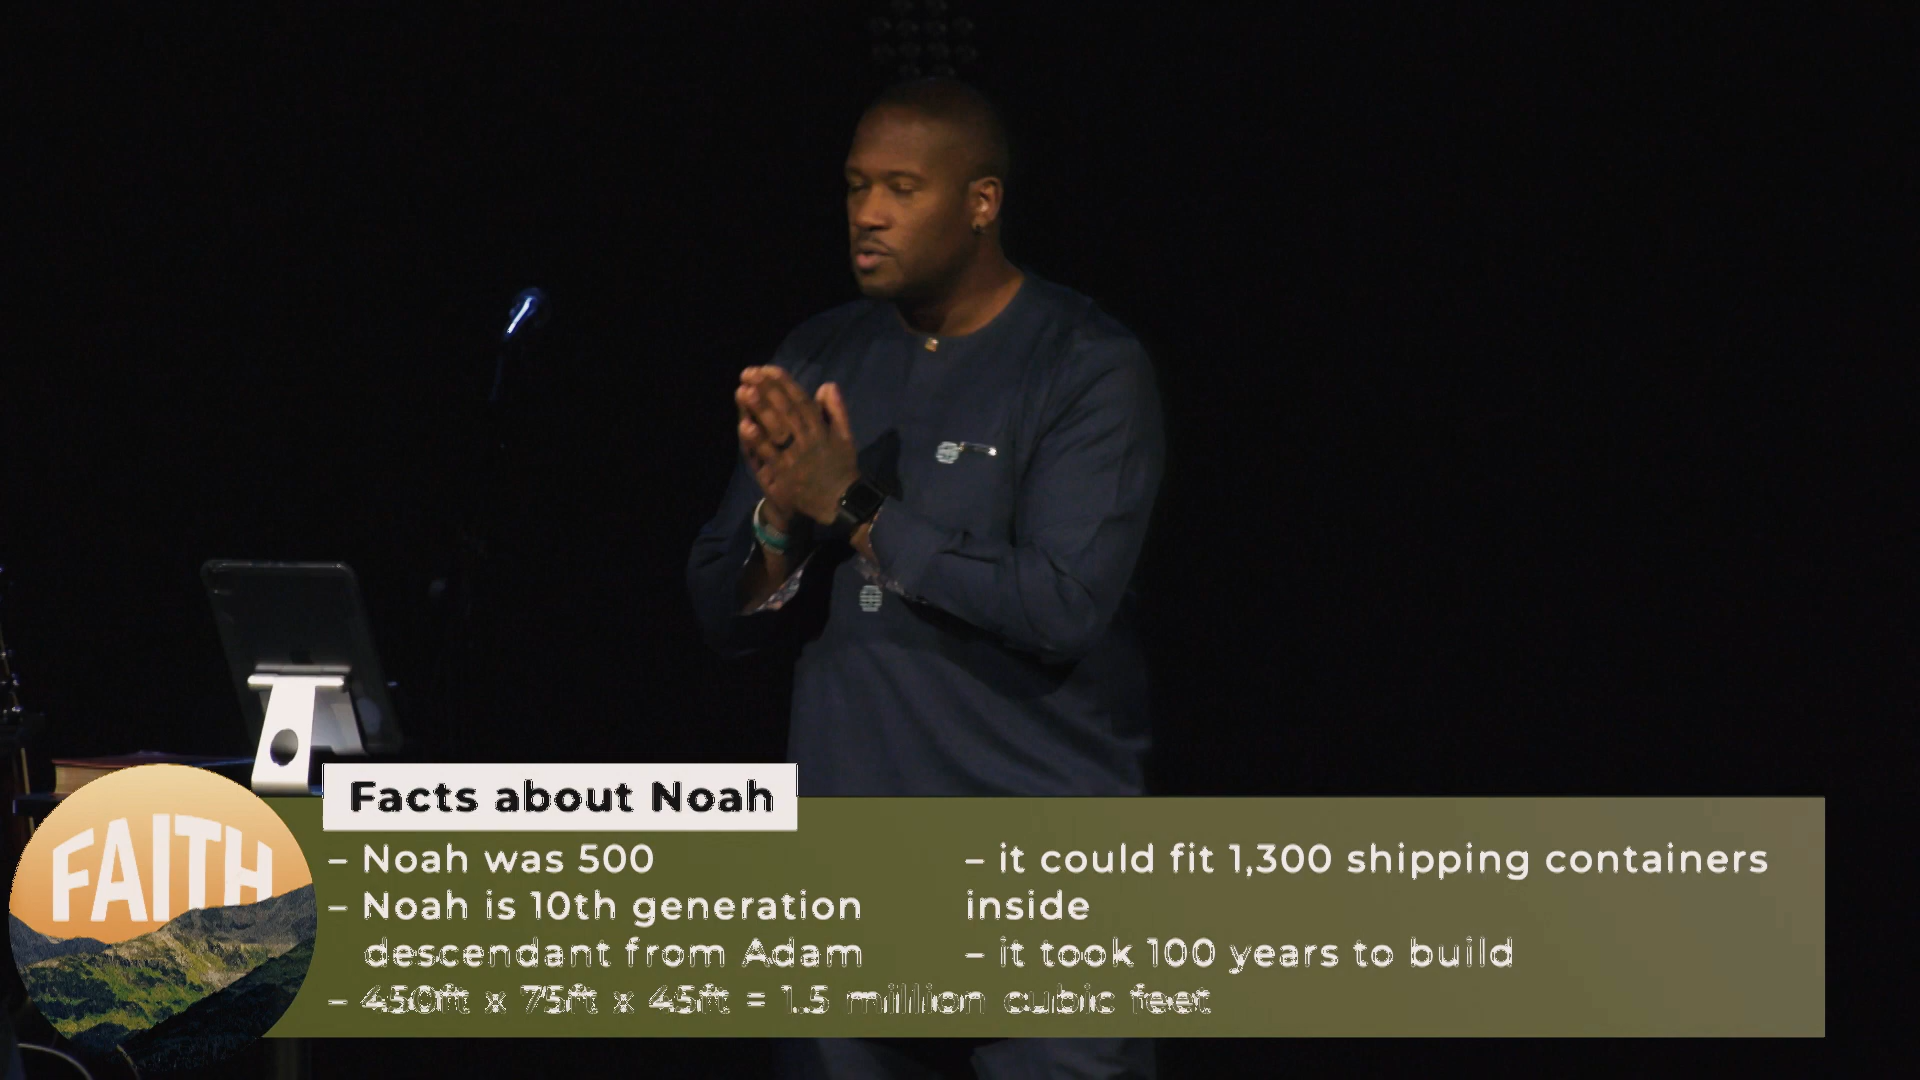 FAITH
Facts about Noah
– Noah was 500
– Noah is 10th generation
descendant from Adam
– 450ft x 75ft x 45ft = 1.5 million cubic feet
– it could fit 1,300 shipping containers
inside
– it took 100 years to build